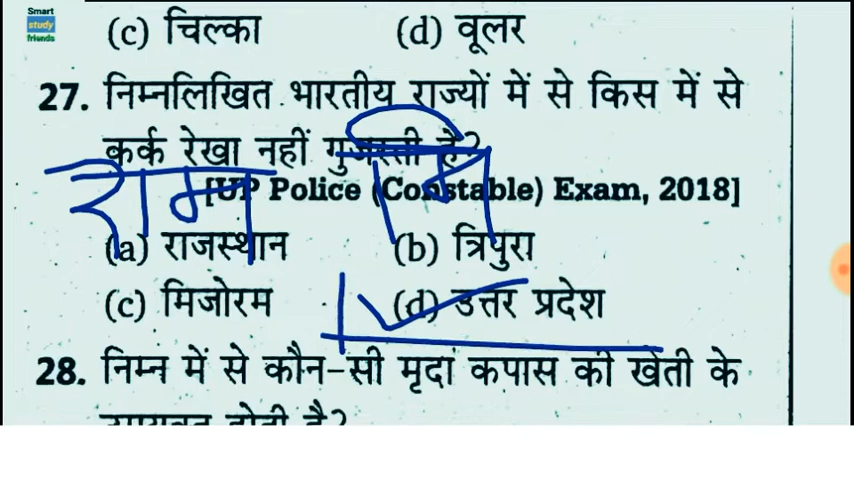 Smart
study
friends
(c) चिल्का (d) वूलर
27. निम्नलिखित भारतीय राज्यों में से किस में से
कर्क रेखा नहीं गुजरती है?
राम मि
[UP Police (Constable) Exam, 2018]
(a) राजस्थान (b) त्रिपुरा
(c) मिजोरम (d) उत्तर प्रदेश
28. निम्न में से कौन-सी मृदा कपास की खेती के